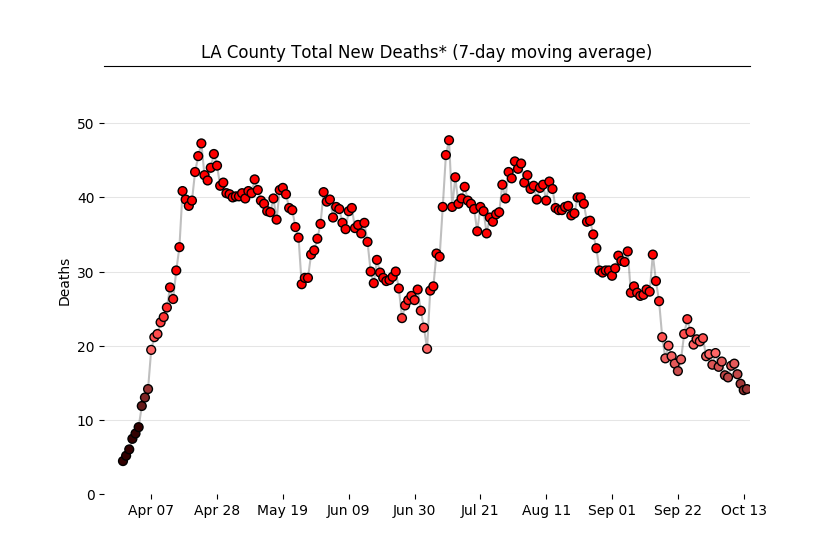 LA County Total New Deaths* (7-day moving average)
50
40
30
20
10
0
Deaths
Apr 07 Apr 28 May 19 Jun 09 Jun 30 Jul 21 Aug 11 Sep 01 Sep 22 Oct 13